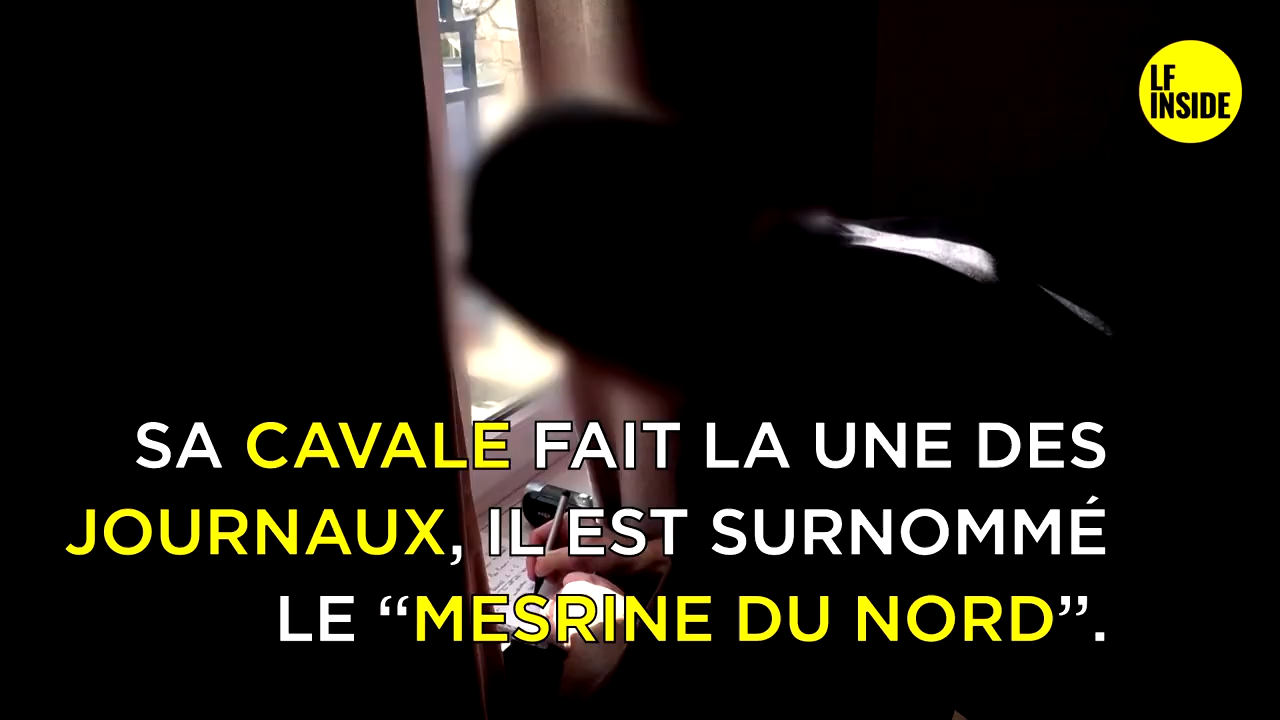 LF
INSIDE
SA CAVALE FAIT LA UNE DES
JOURNAUX, IL EST SURNOMMÉ
LE “MESRINE DU NORD”.